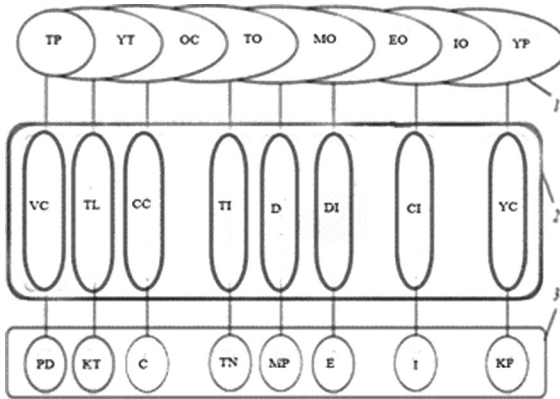 TP YT OC TO MO EO IO YP
1
VC TL CC TI D DI CI YC
2
3
PD KT C TN MP E I KP